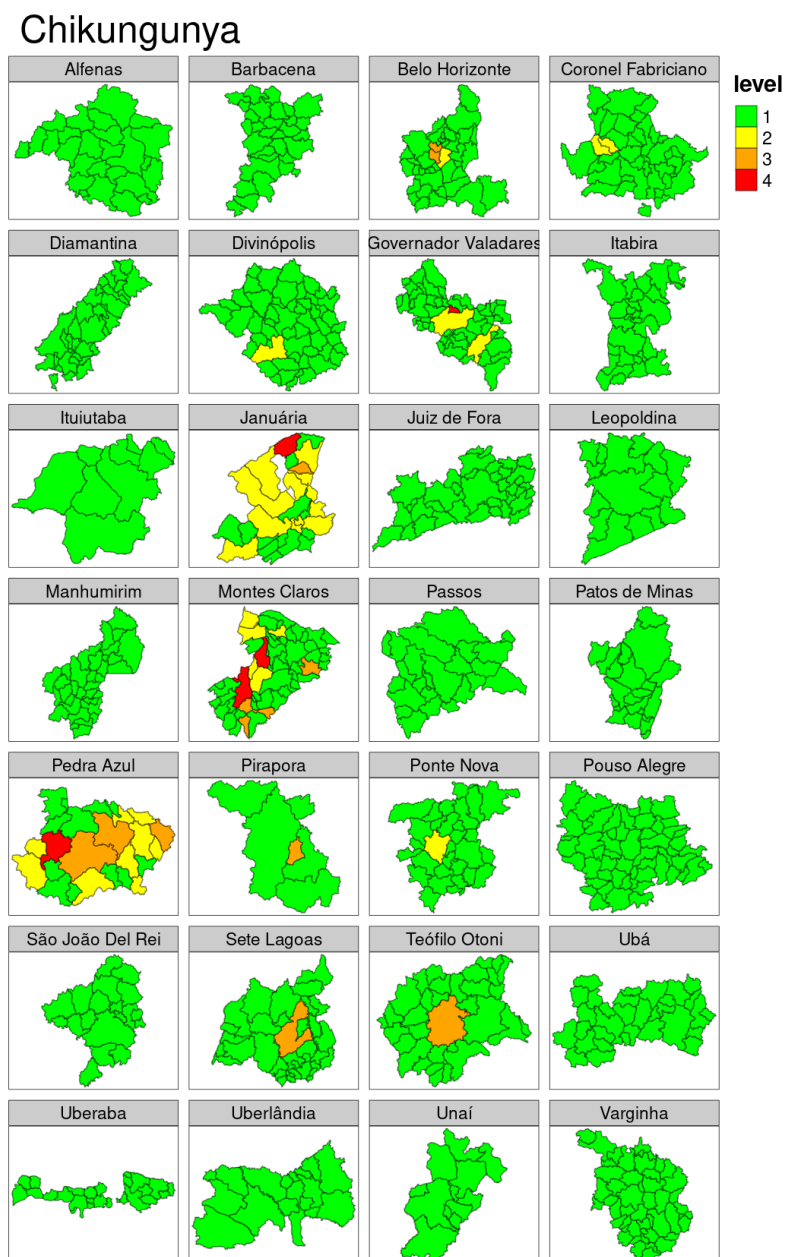 Chikungunya
Alfenas
Barbacena
Belo Horizonte
Coronel Fabriciano
level
1
2
3
4
Diamantina
Divinópolis
Governador Valadares
Itabira
Ituiutaba
Januária
Juiz de Fora
Leopoldina
Manhumirim
Montes Claros
Passos
Patos de Minas
Pedra Azul
Pirapora
Ponte Nova
Pouso Alegre
São João Del Rei
Sete Lagoas
Teófilo Otoni
Ubá
Uberaba
Uberlândia
Unaí
Varginha